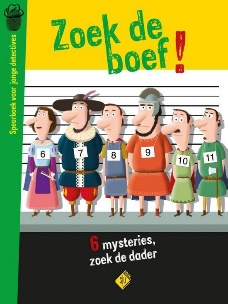 Zoek de
boef!
Speurboek voor jonge detectives
6
7
8
9
10
11
6 mysteries,
zoek de dader